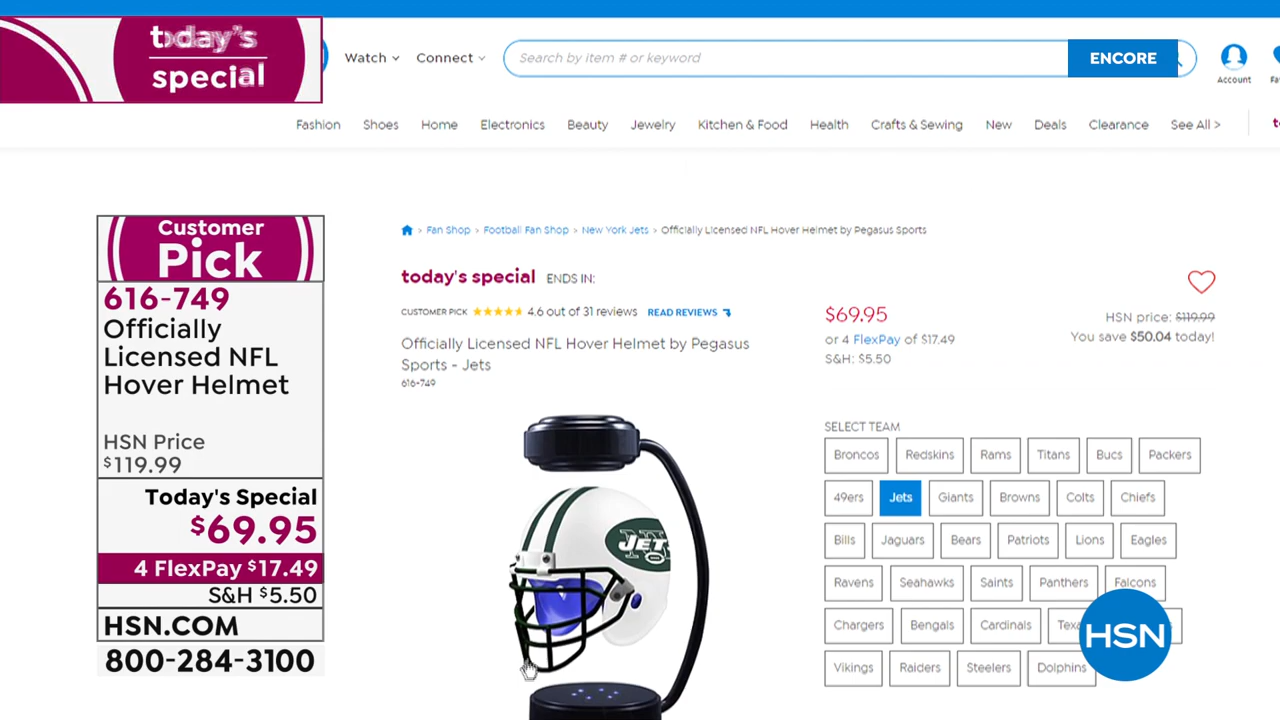 today's
special
Watch
Connect
Search by item # or keyword
ENCORE
Account
Fashion
Shoes
Home
Electronics
Beauty
Jewelry
Kitchen & Food
Health
Crafts & Sewing
New
Deals
Clearance
See All >
Customer
Pick
616-749
Officially
Licensed NFL
Hover Helmet
HSN Price
$119.99
Today's Special
$69.95
4 FlexPay $17.49
S&H $5.50
HSN.COM
800-284-3100
> Fan Shop > Football Fan Shop > New York Jets > Officially Licensed NFL Hover Helmet by Pegasus Sports
today's special ENDS IN:
CUSTOMER PICK 4.6 out of 31 reviews READ REVIEWS
Officially Licensed NFL Hover Helmet by Pegasus
Sports - Jets
616-749
$69.95
or 4 FlexPay of $17.49
S&H: $5.50
HSN price: $119.99
You save $50.04 today!
JETS
SELECT TEAM
Broncos
Redskins
Rams
Titans
Bucs
Packers
49ers
Jets
Giants
Browns
Colts
Chiefs
Bills
Jaguars
Bears
Patriots
Lions
Eagles
Ravens
Seahawks
Saints
Panthers
Falcons
Chargers
Bengals
Cardinals
Vikings
Raiders
Steelers
Dolphins
HSN